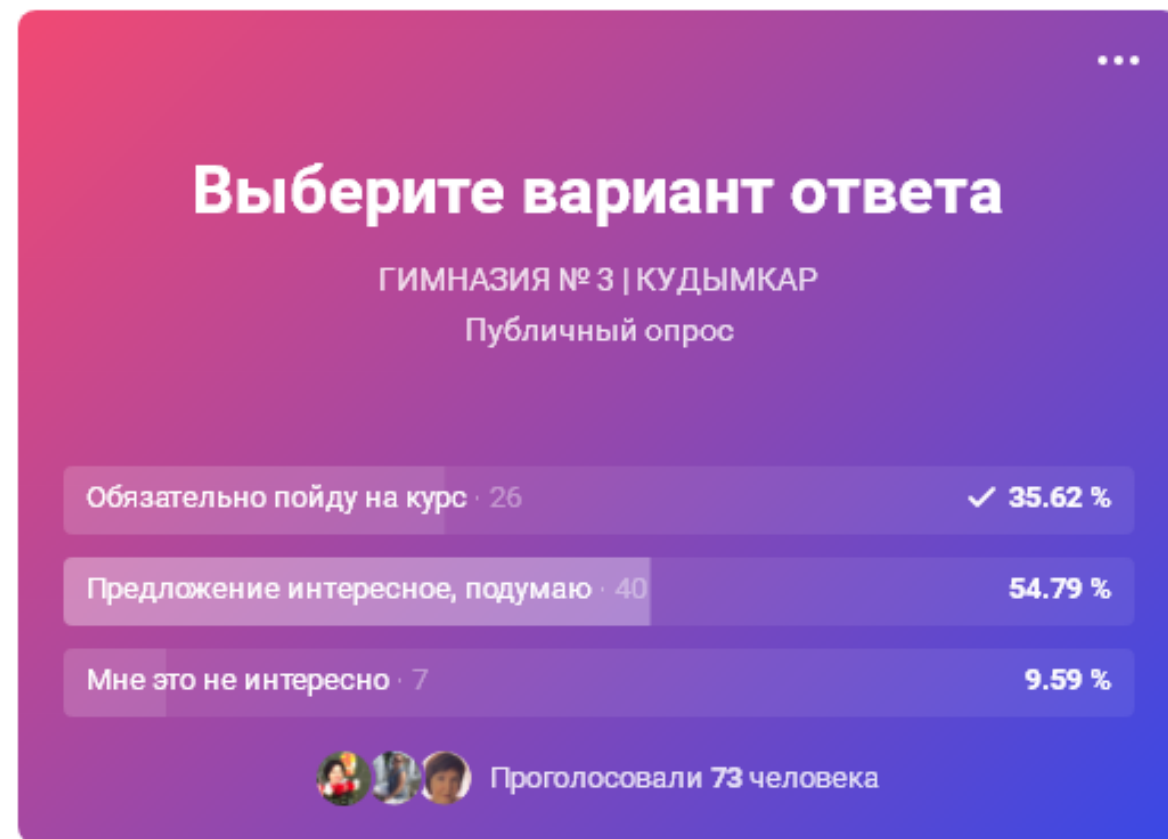 Выберите вариант ответа
ГИМНАЗИЯ № 3 | КУДЫМКАР
Публичный опрос
Обязательно пойду на курс · 26 35.62 %
Предложение интересное, подумаю · 40 54.79 %
Мне это не интересно · 7 9.59 %
Проголосовали 73 человека